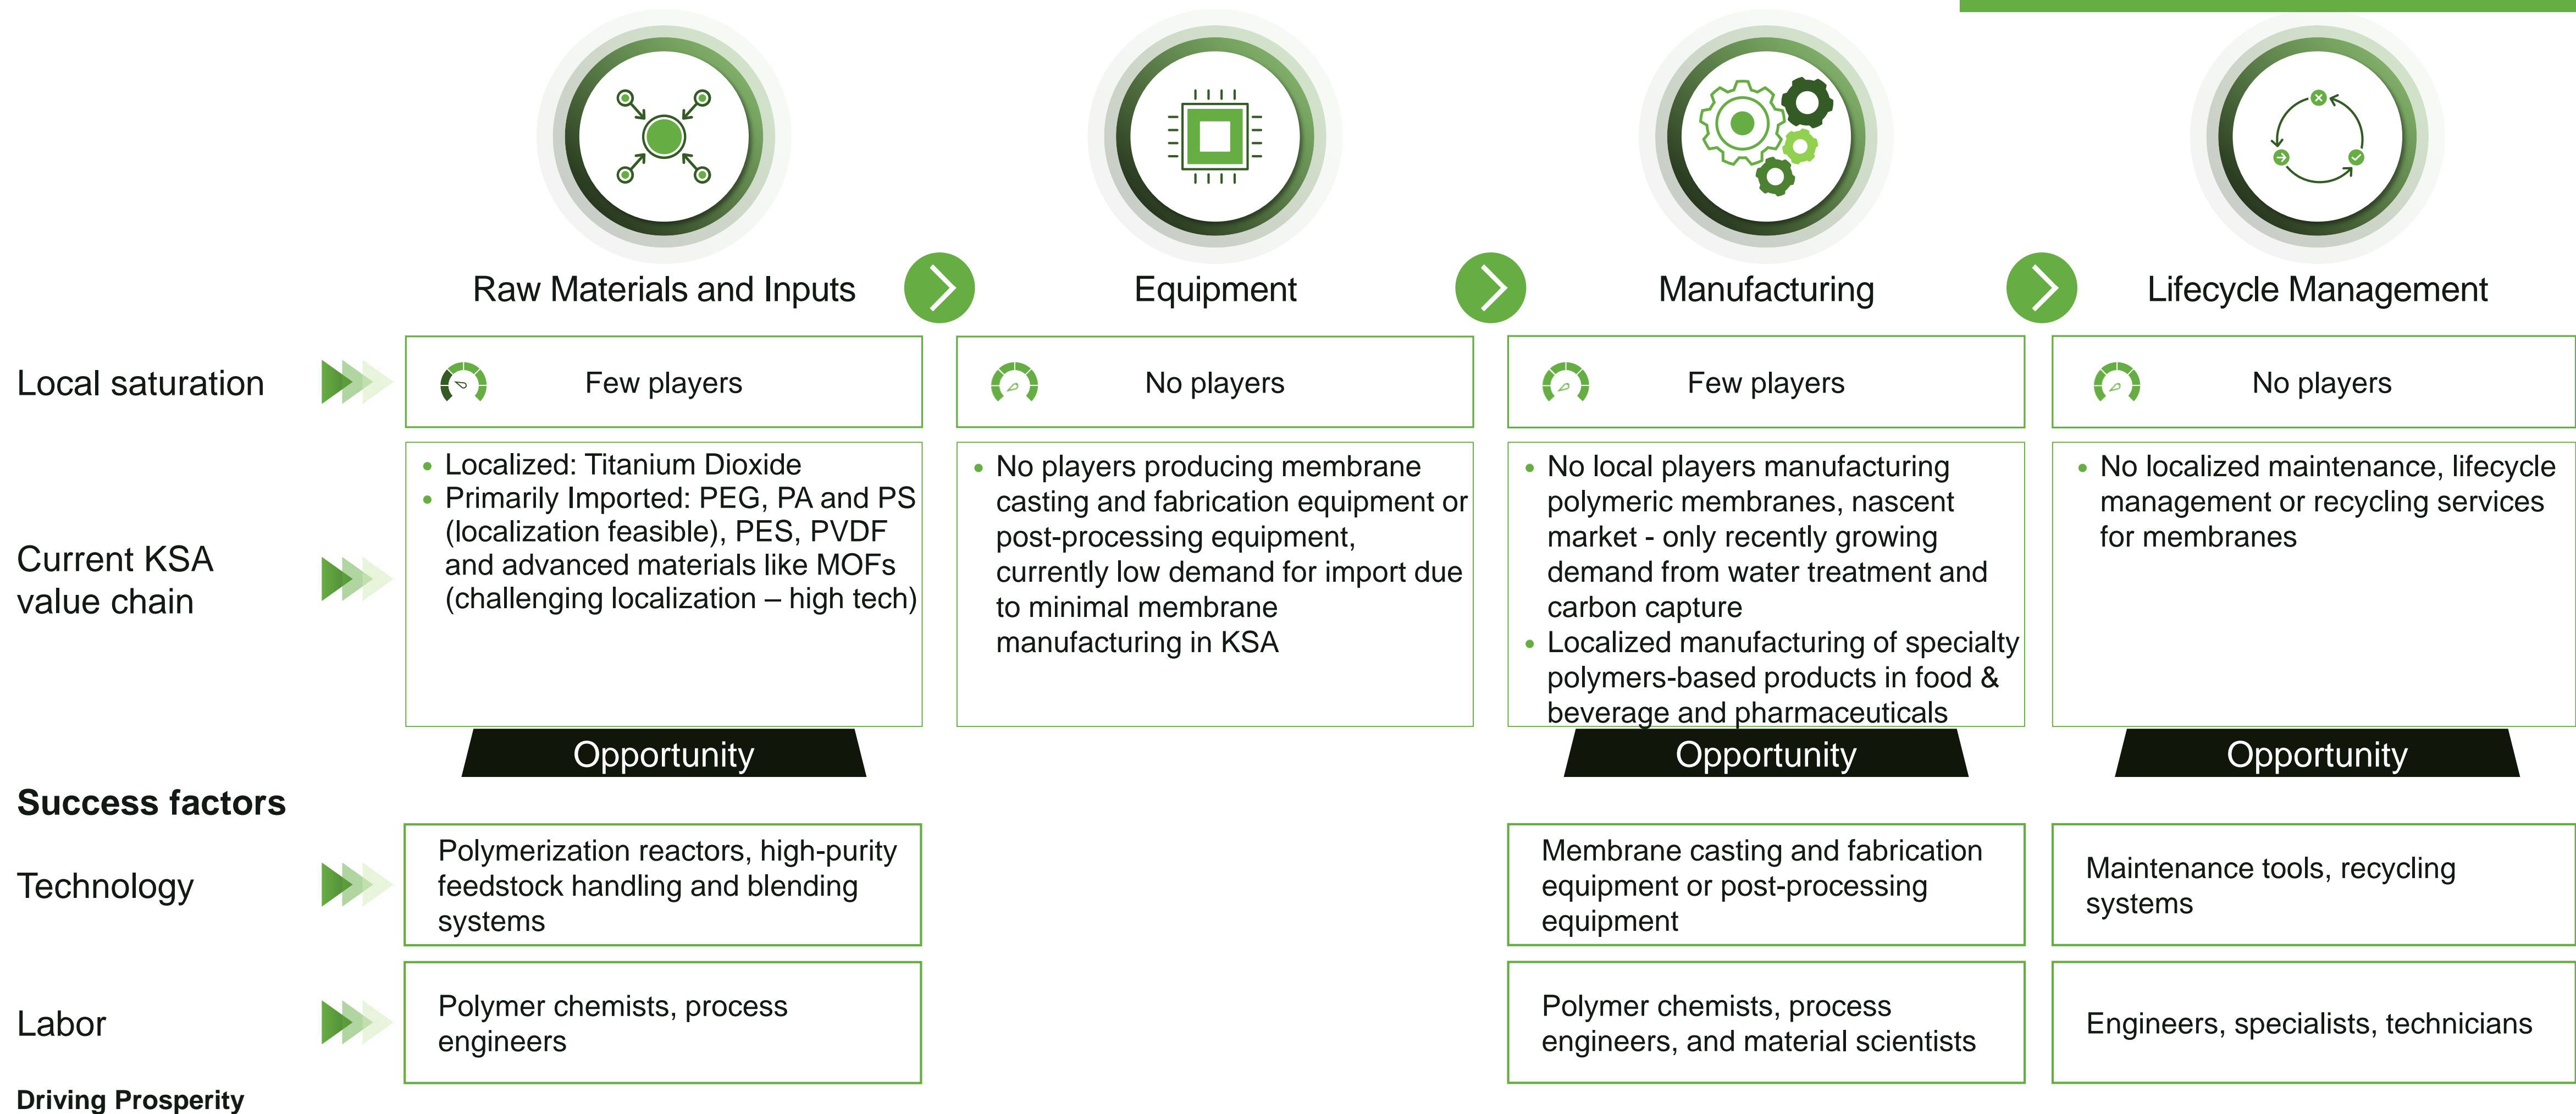 Raw Materials and Inputs
Equipment
Manufacturing
Lifecycle Management
Local saturation
Few players
No players
Few players
No players
Current KSA
value chain
• Localized: Titanium Dioxide
• Primarily Imported: PEG, PA and PS
(localization feasible), PES, PVDF
and advanced materials like MOFs
(challenging localization – high tech)
• No players producing membrane
casting and fabrication equipment or
post-processing equipment,
currently low demand for import due
to minimal membrane
manufacturing in KSA
• No local players manufacturing
polymeric membranes, nascent
market - only recently growing
demand from water treatment and
carbon capture
• Localized manufacturing of specialty
polymers-based products in food &
beverage and pharmaceuticals
• No localized maintenance, lifecycle
management or recycling services
for membranes
Opportunity
Opportunity
Opportunity
Success factors
Technology
Polymerization reactors, high-purity
feedstock handling and blending
systems
Membrane casting and fabrication
equipment or post-processing
equipment
Maintenance tools, recycling
systems
Labor
Polymer chemists, process
engineers
Polymer chemists, process
engineers, and material scientists
Engineers, specialists, technicians
Driving Prosperity